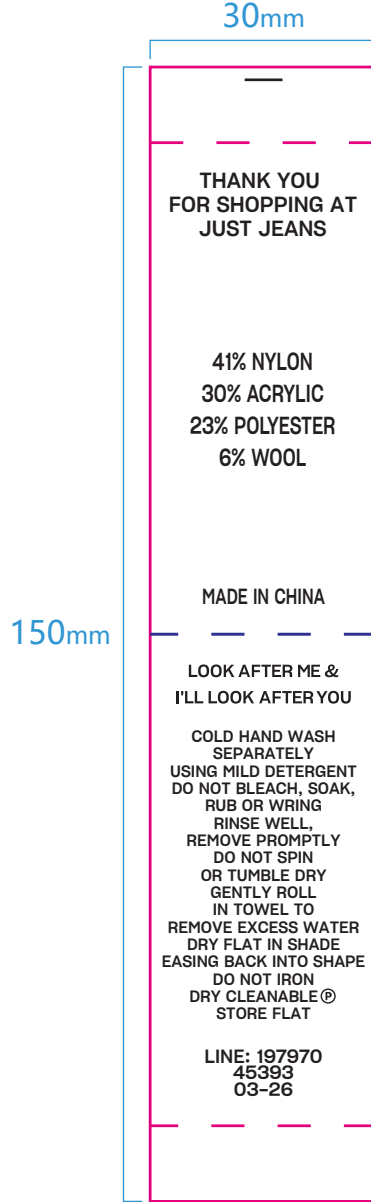 30mm
THANK YOU
FOR SHOPPING AT
JUST JEANS
41% NYLON
30% ACRYLIC
23% POLYESTER
6% WOOL
MADE IN CHINA
150mm
LOOK AFTER ME &
I'LL LOOK AFTER YOU
COLD HAND WASH
SEPARATELY
USING MILD DETERGENT
DO NOT BLEACH, SOAK,
RUB OR WRING
RINSE WELL,
REMOVE PROMPTLY
DO NOT SPIN
OR TUMBLE DRY
GENTLY ROLL
IN TOWEL TO
REMOVE EXCESS WATER
DRY FLAT IN SHADE
EASING BACK INTO SHAPE
DO NOT IRON
DRY CLEANABLE Ⓟ
STORE FLAT
LINE: 197970
45393
03-26